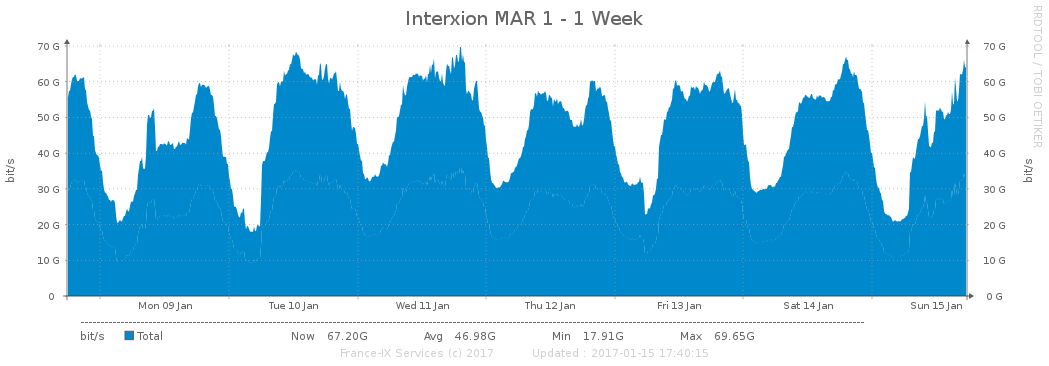 Interxion MAR 1 - 1 Week
RRDTOOL / TOBI OETIKER
bit/s
70 G
60 G
50 G
40 G
30 G
20 G
10 G
0
70 G
60 G
50 G
40 G
30 G
20 G
10 G
0 G
bit/s
Mon 09 Jan Tue 10 Jan Wed 11 Jan Thu 12 Jan Fri 13 Jan Sat 14 Jan Sun 15 Jan
bit/s Total Now 67.20G Avg 46.98G Min 17.91G Max 69.65G
France-IX Services (c) 2017 Updated : 2017-01-15 17:40:15